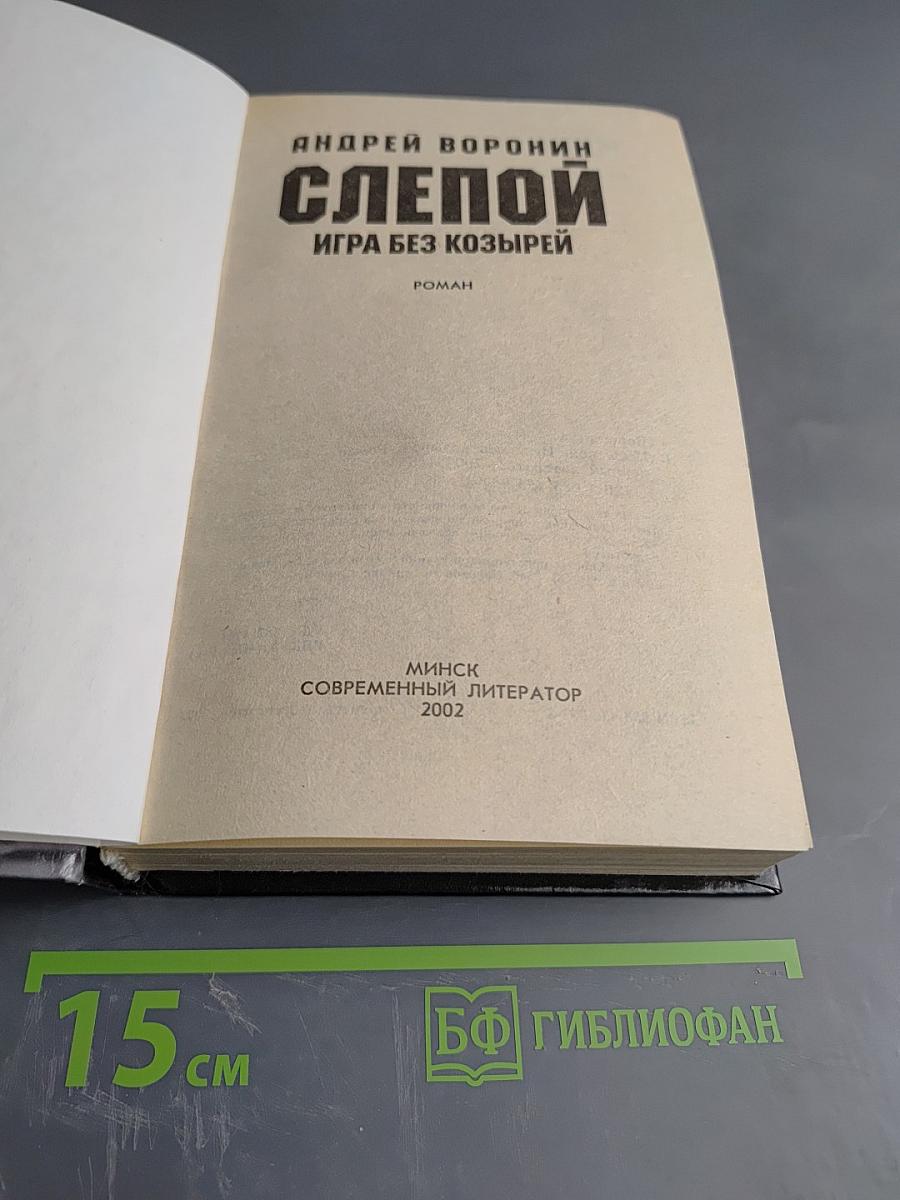 АНДРЕЙ ВОРОНИН
СЛЕПОЙ
ИГРА БЕЗ КОЗЫРЕЙ
РОМАН
МИНСК
СОВРЕМЕННЫЙ ЛИТЕРАТОР
2002
15 см
БФ ГИБЛИОФАН